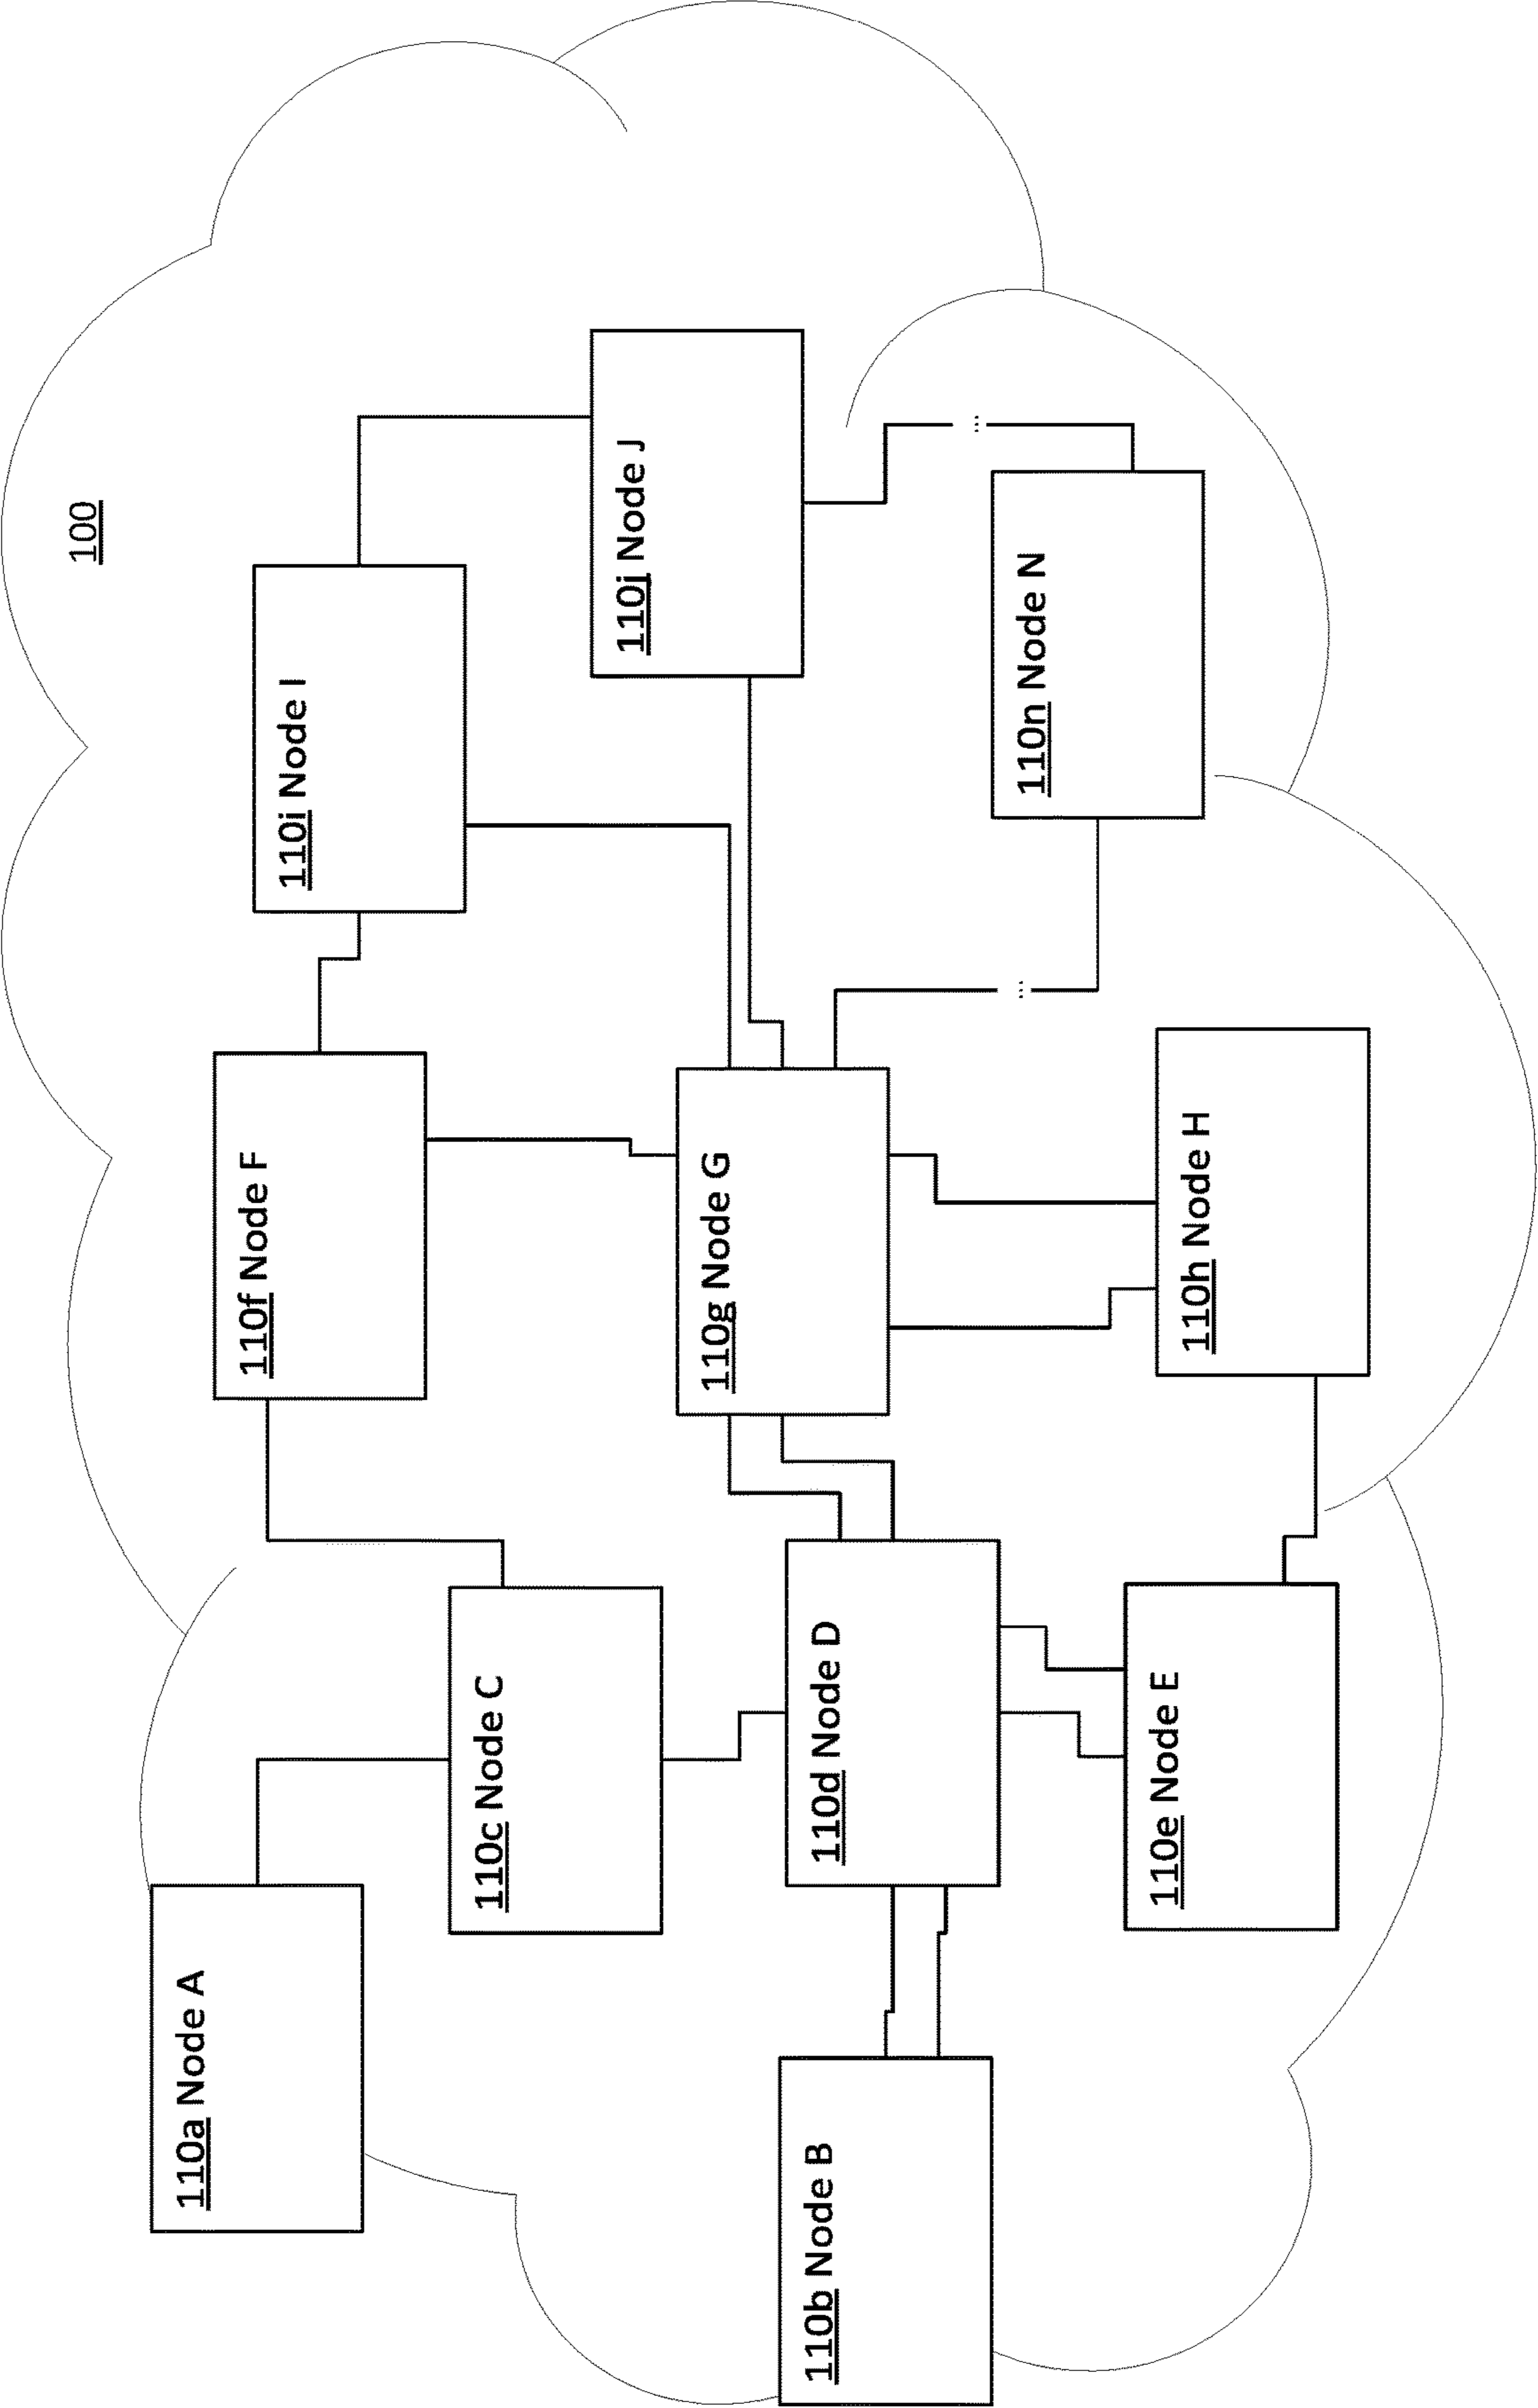 100
110a Node A
110b Node B
110c Node C
110d Node D
110e Node E
110f Node F
110g Node G
110h Node H
110i Node I
110j Node J
110n Node N
...
...